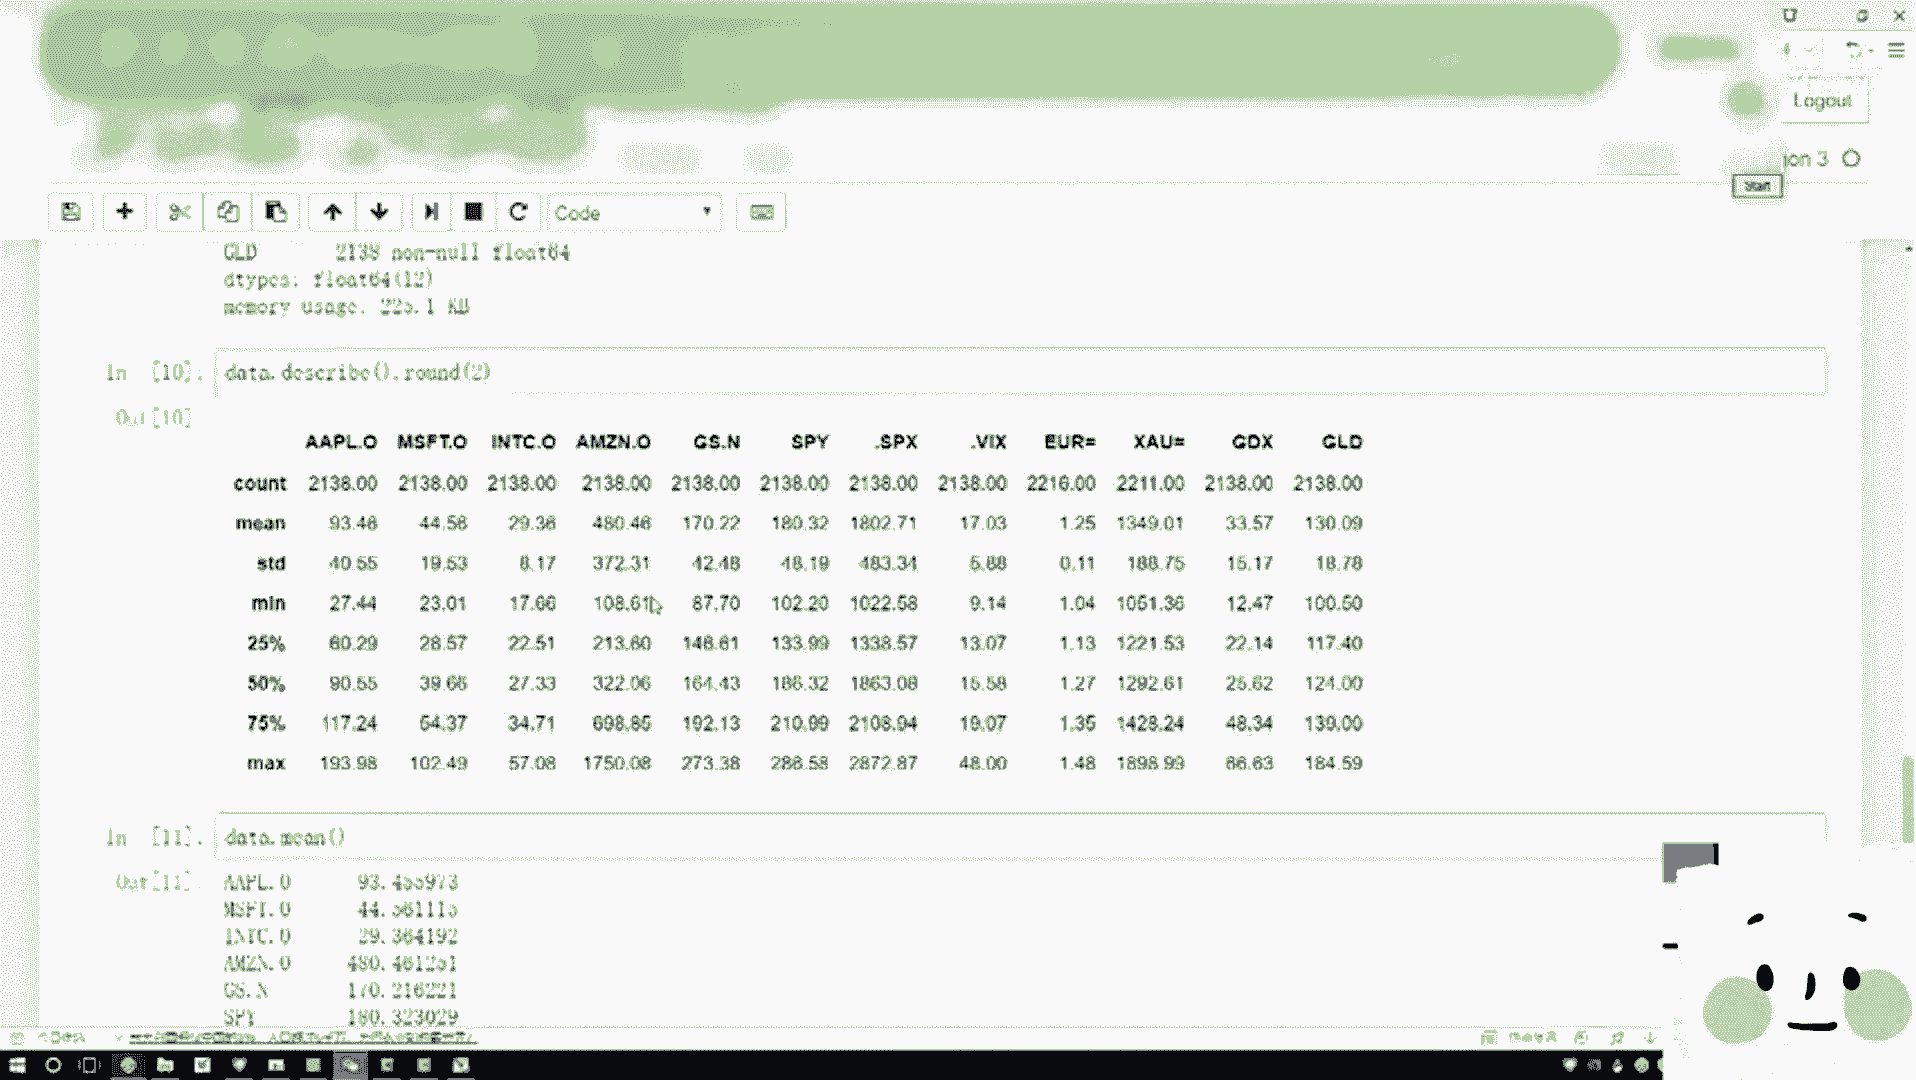 Logout
on 3
Start
Code
GLD 2138 non-null float64
dtypes: float64(12)
memory usage: 225.1 KB
In [10]: data.describe().round(2)
Out[10]
AAPL.O MSFT.O INTC.O AMZN.O GS.N SPY .SPX .VIX EUR= XAU= GDX GLD
count 2138.00 2138.00 2138.00 2138.00 2138.00 2138.00 2138.00 2138.00 2216.00 2211.00 2138.00 2138.00
mean 93.46 44.56 29.36 480.46 170.22 180.32 1802.71 17.03 1.25 1349.01 33.57 130.09
std 40.55 19.53 8.17 372.31 42.48 48.19 483.34 5.88 0.11 188.75 15.17 18.78
min 27.44 23.01 17.66 108.61 87.70 102.20 1022.58 9.14 1.04 1051.36 12.47 100.50
25% 60.29 28.57 22.51 213.60 146.61 133.99 1338.57 13.07 1.13 1221.53 22.14 117.40
50% 90.55 39.66 27.33 322.06 164.43 186.32 1863.08 15.58 1.27 1292.61 25.62 124.00
75% 117.24 54.37 34.71 698.85 192.13 210.99 2108.94 19.07 1.35 1428.24 48.34 139.00
max 193.98 102.49 57.08 1750.08 273.38 286.58 2872.87 48.00 1.48 1898.99 66.63 184.59
In [11]: data.mean()
Out[11]
AAPL.O 93.455973
MSFT.O 44.561115
INTC.O 29.364192
AMZN.O 480.461251
GS.N 170.216221
SPY 180.323029